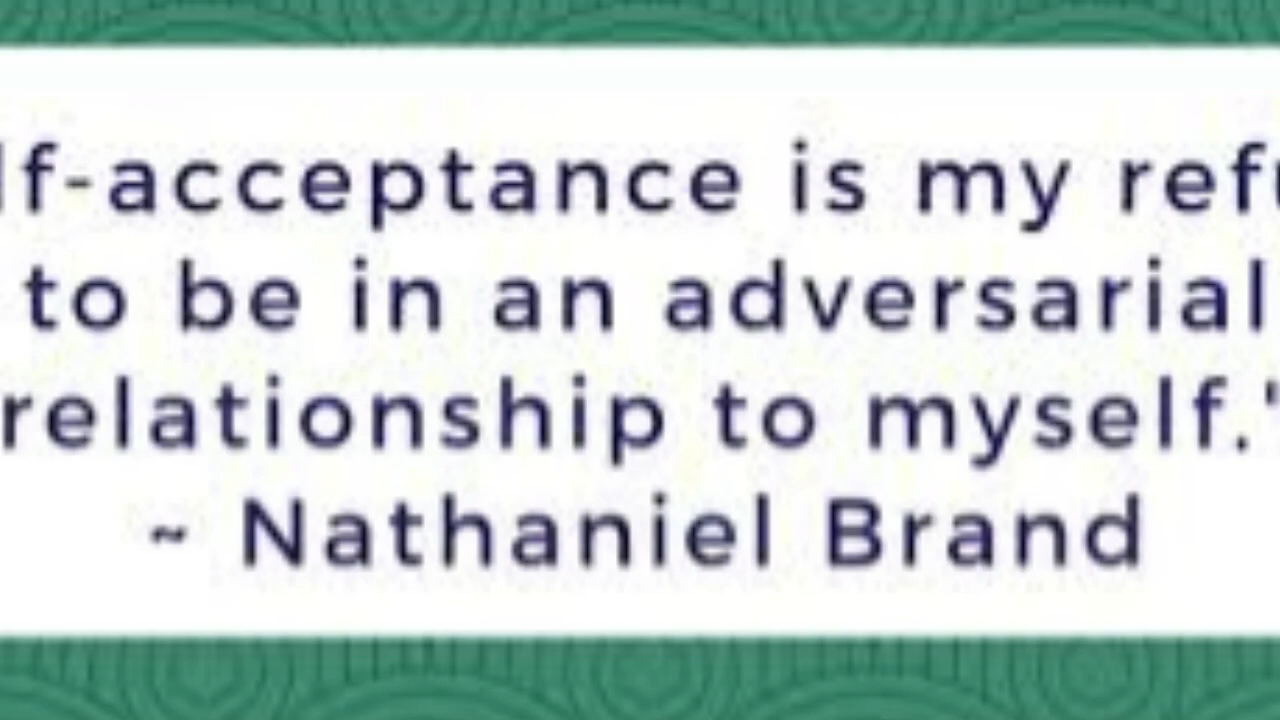 lf-acceptance is my refu
to be in an adversarial
relationship to myself."
~ Nathaniel Brand